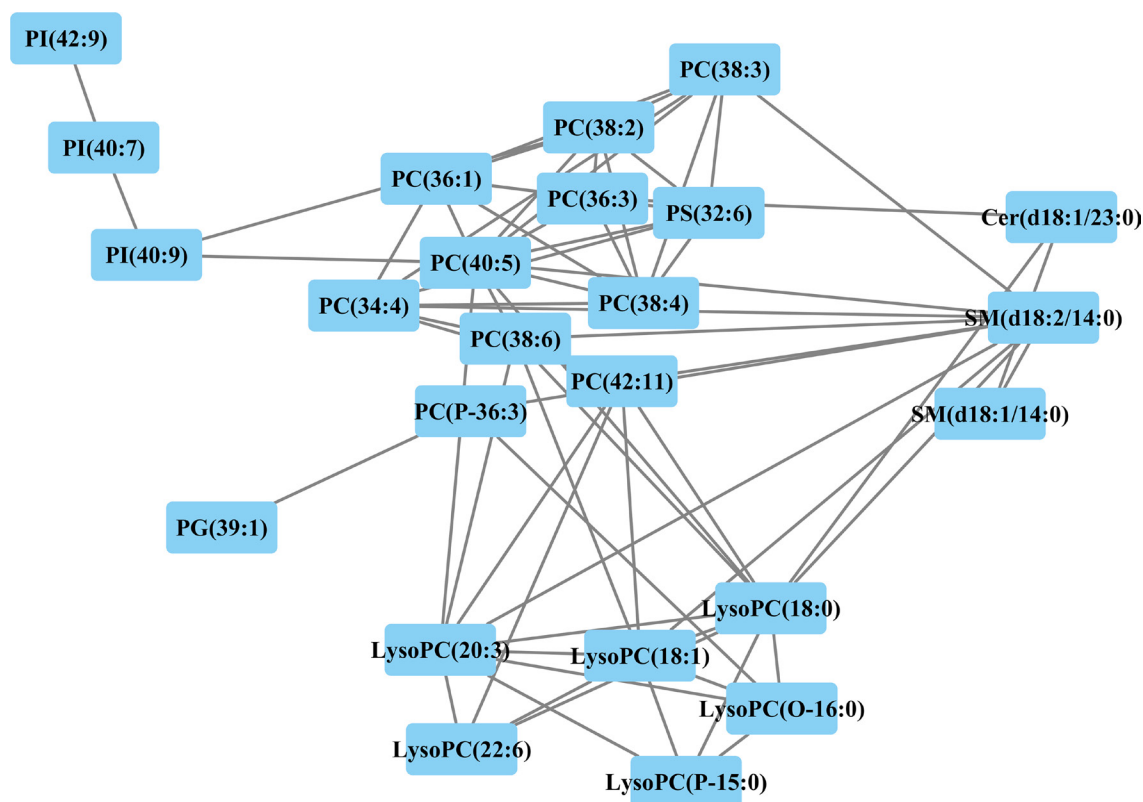 PI(42:9)
PC(38:3)
PC(38:2)
PI(40:7)
PC(36:1)
PC(36:3)
PS(32:6)
Cer(d18:1/23:0)
PI(40:9)
PC(40:5)
PC(34:4)
PC(38:4)
SM(d18:2/14:0)
PC(38:6)
PC(42:11)
PC(P-36:3)
SM(d18:1/14:0)
PG(39:1)
LysoPC(18:0)
LysoPC(20:3)
LysoPC(18:1)
LysoPC(O-16:0)
LysoPC(22:6)
LysoPC(P-15:0)